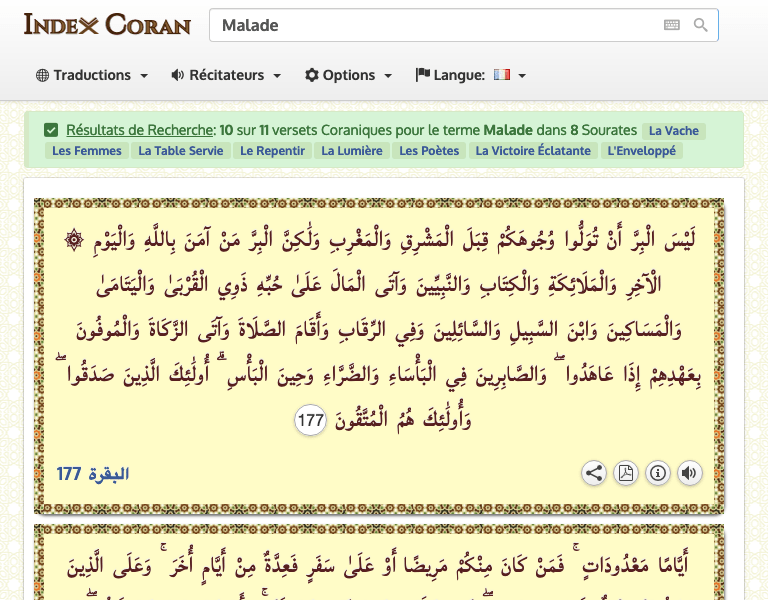 Index Coran
Malade
Traductions
Récitateurs
Options
Langue:
Résultats de Recherche: 10 sur 11 versets Coraniques pour le terme Malade dans 8 Sourates La Vache
Les Femmes La Table Servie Le Repentir La Lumière Les Poètes La Victoire Éclatante L'Enveloppé
۞ لَيْسَ الْبِرَّ أَنْ تُوَلُّوا وُجُوهَكُمْ قِبَلَ الْمَشْرِقِ وَالْمَغْرِبِ وَلَٰكِنَّ الْبِرَّ مَنْ آمَنَ بِاللَّهِ وَالْيَوْمِ
الْآخِرِ وَالْمَلَائِكَةِ وَالْكِتَابِ وَالنَّبِيِّينَ وَآتَى الْمَالَ عَلَىٰ حُبِّهِ ذَوِي الْقُرْبَىٰ وَالْيَتَامَىٰ
وَالْمَسَاكِينَ وَابْنَ السَّبِيلِ وَالسَّائِلِينَ وَفِي الرِّقَابِ وَأَقَامَ الصَّلَاةَ وَآتَى الزَّكَاةَ وَالْمُوفُونَ
بِعَهْدِهِمْ إِذَا عَاهَدُوا ۖ وَالصَّابِرِينَ فِي الْبَأْسَاءِ وَالضَّرَّاءِ وَحِينَ الْبَأْسِ ۗ أُولَٰئِكَ الَّذِينَ صَدَقُوا ۖ
وَأُولَٰئِكَ هُمُ الْمُتَّقُونَ 177
البقرة 177
أَيَّامًا مَعْدُودَاتٍ ۚ فَمَنْ كَانَ مِنْكُمْ مَرِيضًا أَوْ عَلَىٰ سَفَرٍ فَعِدَّةٌ مِنْ أَيَّامٍ أُخَرَ ۚ وَعَلَى الَّذِينَ